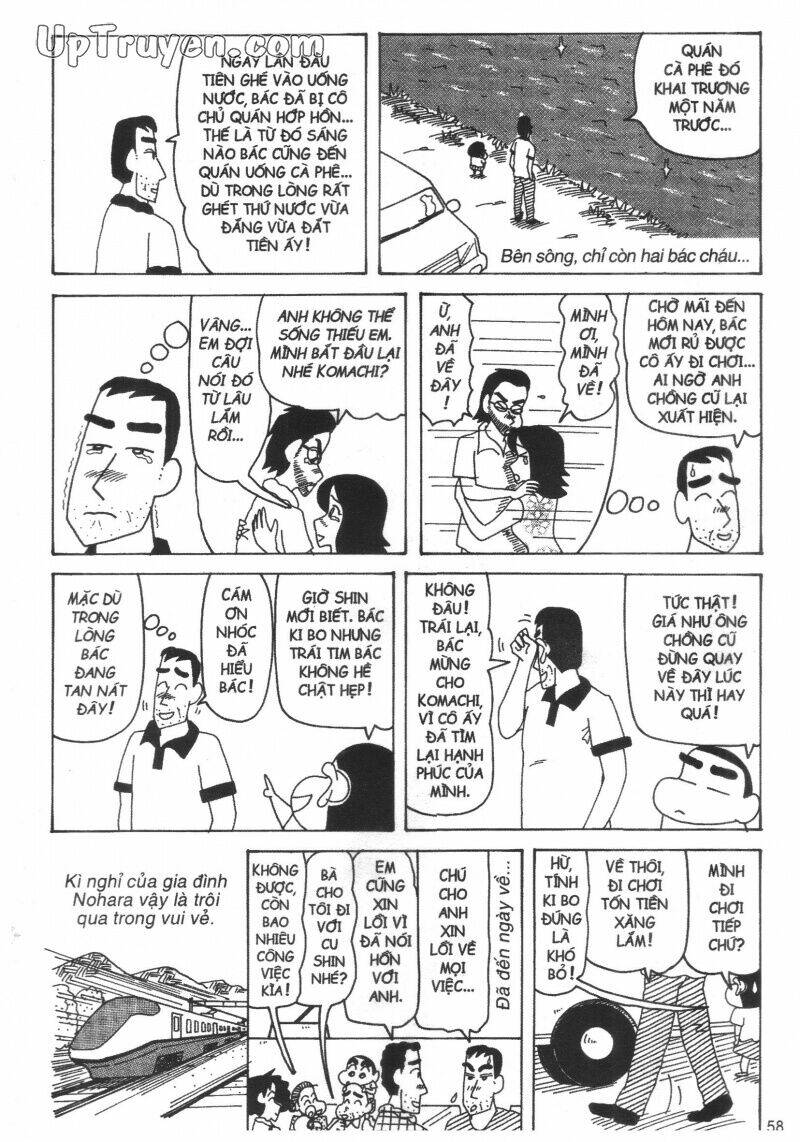 UpTruyen.com
QUÁN
CÀ PHÊ ĐÓ
KHAI TRƯƠNG
MỘT NĂM
TRƯỚC...
Bên sông, chỉ còn hai bác cháu...
NGAY LẦN ĐẦU
TIÊN GHÉ VÀO UỐNG
NƯỚC, BÁC ĐÃ BỊ CÔ
CHỦ QUÁN HỚP HỒN...
THẾ LÀ TỪ ĐÓ SÁNG
NÀO BÁC CŨNG ĐẾN
QUÁN UỐNG CÀ PHÊ...
DÙ TRONG LÒNG RẤT
GHÉT THỨ NƯỚC VỪA
ĐẮNG VỪA ĐẮT
TIỀN ẤY!
CHỜ MÃI ĐẾN
HÔM NAY, BÁC
MỚI RỦ ĐƯỢC
CÔ ẤY ĐI CHƠI...
AI NGỜ ANH
CHỒNG CŨ LẠI
XUẤT HIỆN.
MÌNH
ƠI,
MÌNH
ĐÃ
VỀ!
Ừ,
ANH
ĐÃ
VỀ
ĐÂY!
ANH KHÔNG THỂ
SỐNG THIẾU EM.
MÌNH BẮT ĐẦU LẠI
NHÉ KOMACHI?
VÂNG...
EM ĐỢI
CÂU
NÓI ĐÓ
TỪ LÂU
LẮM
RỒI...
TỨC THẬT!
GIÁ NHƯ ÔNG
CHỒNG CŨ
ĐỪNG QUAY
VỀ ĐÂY LÚC
NÀY THÌ HAY
QUÁ!
KHÔNG
ĐÂU!
TRÁI LẠI,
BÁC
MỪNG
CHO
KOMACHI,
VÌ CÔ ẤY
ĐÃ TÌM
LẠI HẠNH
PHÚC CỦA
MÌNH.
GIỜ SHIN
MỚI BIẾT. BÁC
KI BO NHƯNG
TRÁI TIM BÁC
KHÔNG HỀ
CHẬT HẸP!
CÁM
ƠN
NHÓC
ĐÃ
HIỂU
BÁC!
MẶC DÙ
TRONG
LÒNG
BÁC
ĐANG
TAN NÁT
ĐÂY!
MÌNH
ĐI
CHƠI
TIẾP
CHỨ?
VỀ THÔI,
ĐI CHƠI
TỐN TIỀN
XĂNG
LẮM!
HỪ,
TÍNH
KI BO
ĐÚNG
LÀ
KHÓ
BỎ!
Đã đến ngày về...
CHÚ
CHO
ANH
XIN
LỖI VỀ
MỌI
VIỆC...
EM
CŨNG
XIN
LỖI VÌ
ĐÃ NÓI
HỖN
VỚI
ANH.
BÀ
CHO
TÔI ĐI
VỚI
CU
SHIN
NHÉ?
KHÔNG
ĐƯỢC,
CÒN
BAO
NHIÊU
CÔNG
VIỆC
KÌA!
Kì nghỉ của gia đình
Nohara vậy là trôi
qua trong vui vẻ.
58